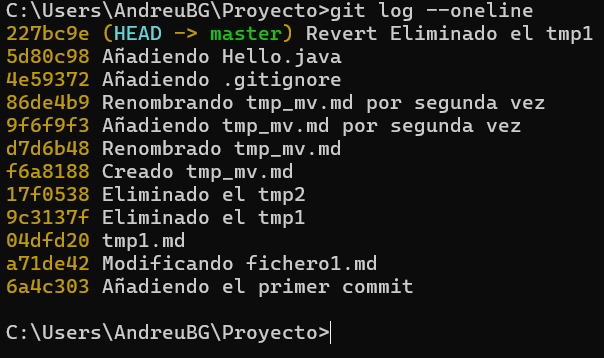 C:\Users\AndreuBG\Proyecto>git log --oneline
227bc9e (HEAD -> master) Revert Eliminado el tmp1
5d80c98 Añadiendo Hello.java
4e59372 Añadiendo .gitignore
86de4b9 Renombrando tmp_mv.md por segunda vez
9f6f9f3 Añadiendo tmp_mv.md por segunda vez
d7d6b48 Renombrado tmp_mv.md
f6a8188 Creado tmp_mv.md
17f0538 Eliminado el tmp2
9c3137f Eliminado el tmp1
04dfd20 tmp1.md
a71de42 Modificando fichero1.md
6a4c303 Añadiendo el primer commit
C:\Users\AndreuBG\Proyecto>